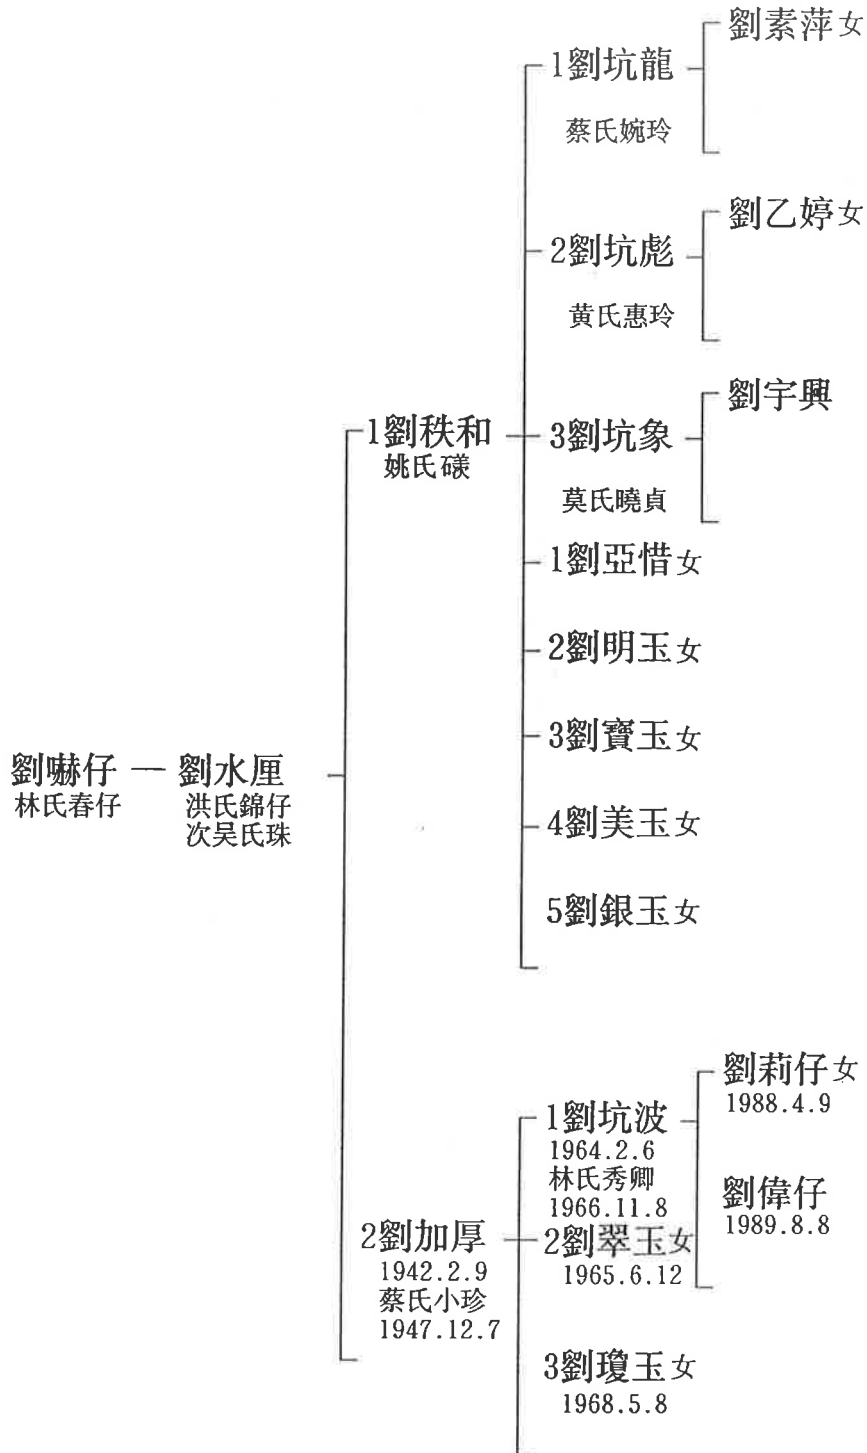 劉嚇仔 — 劉水厘
林氏春仔
洪氏錦仔
次吴氏珠
1劉秩和
姚氏礒
1劉坑龍
蔡氏婉玲
劉素萍女
2劉坑彪
黄氏惠玲
劉乙婷女
3劉坑象
莫氏曉貞
劉宇興
1劉亞惜女
2劉明玉女
3劉寶玉女
4劉美玉女
5劉銀玉女
2劉加厚
1942.2.9
蔡氏小珍
1947.12.7
1劉坑波
1964.2.6
林氏秀卿
1966.11.8
劉莉仔女
1988.4.9
劉偉仔
1989.8.8
2劉翠玉女
1965.6.12
3劉瓊玉女
1968.5.8